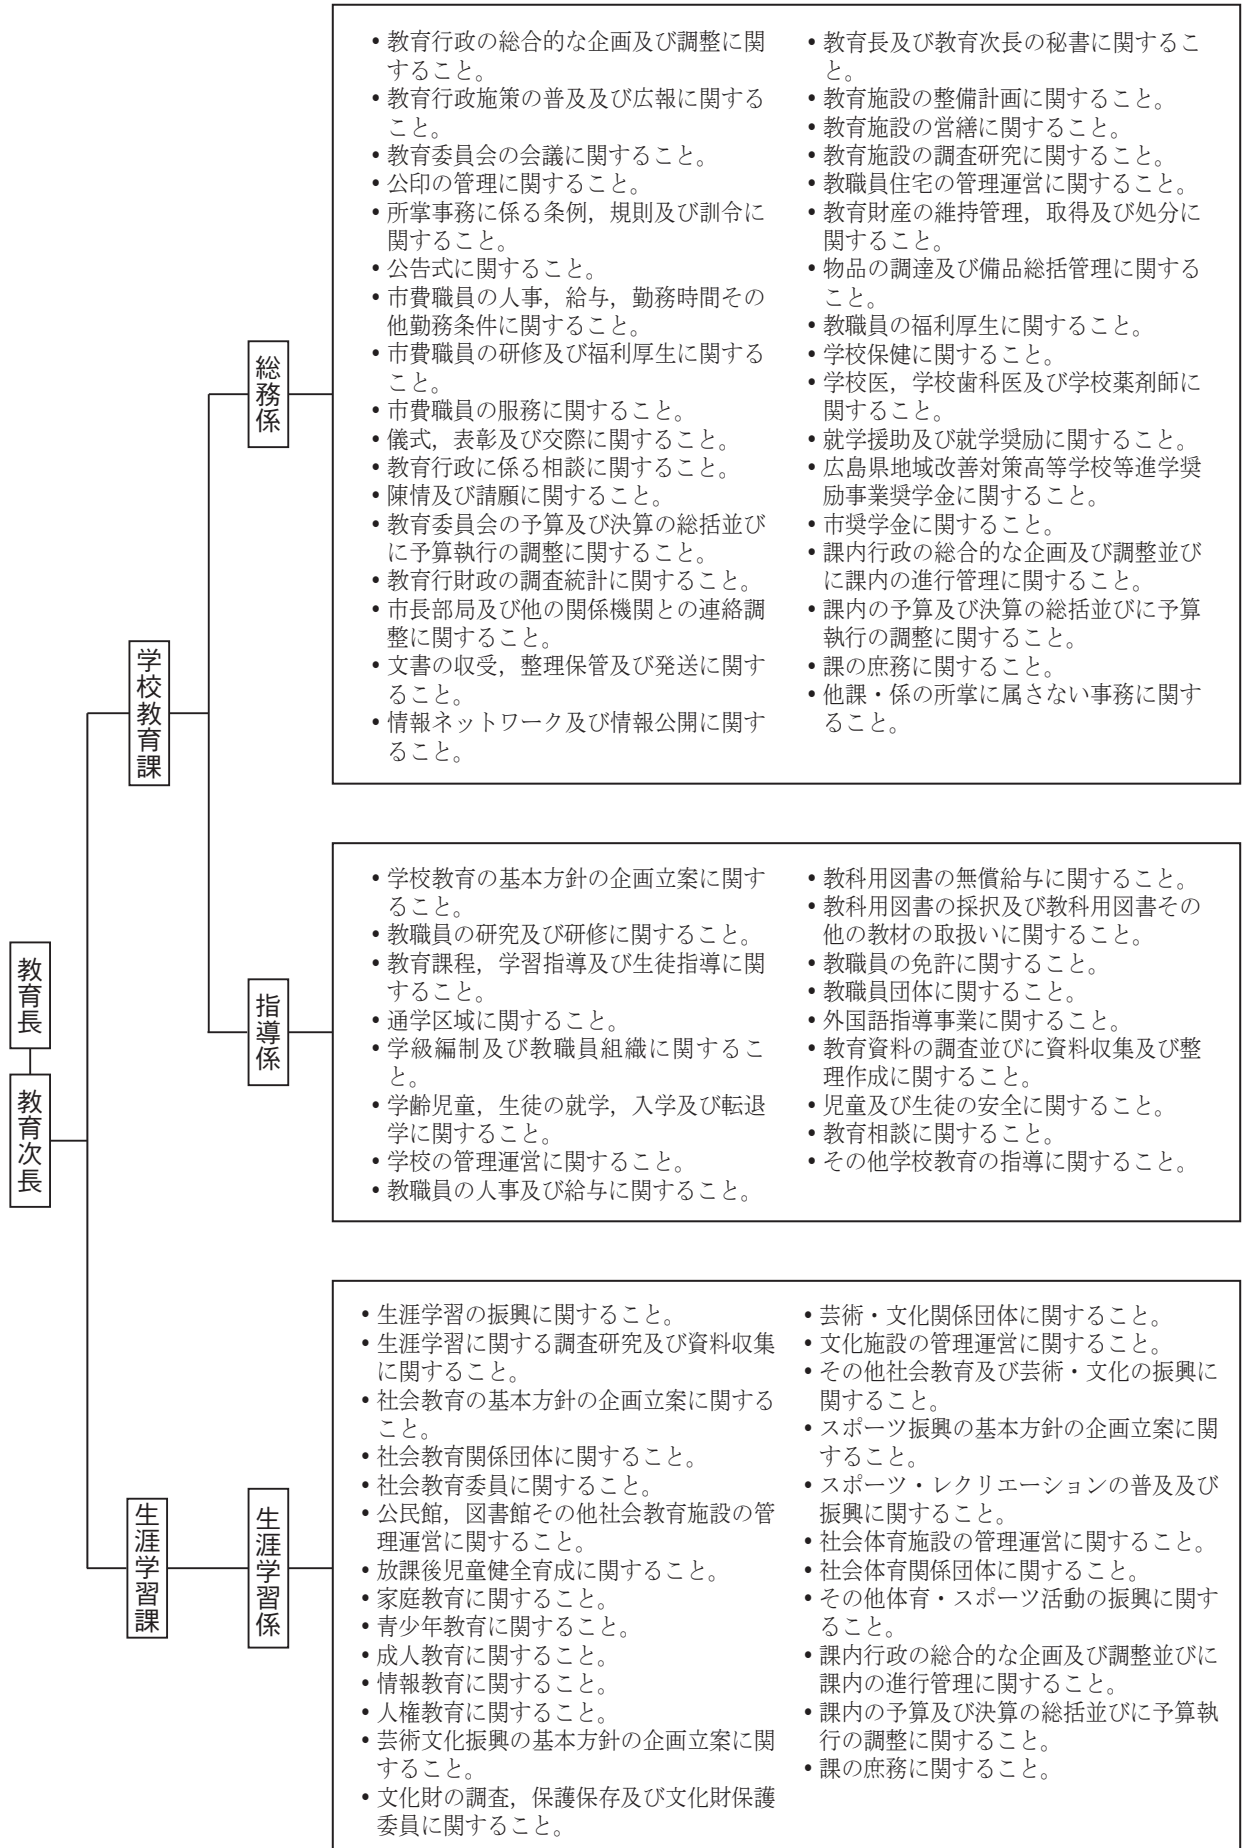 教育長
教育次長
学校教育課
総務係
• 教育行政の総合的な企画及び調整に関
すること。
• 教育行政施策の普及及び広報に関する
こと。
• 教育委員会の会議に関すること。
• 公印の管理に関すること。
• 所掌事務に係る条例，規則及び訓令に
関すること。
• 公告式に関すること。
• 市費職員の人事，給与，勤務時間その
他勤務条件に関すること。
• 市費職員の研修及び福利厚生に関する
こと。
• 市費職員の服務に関すること。
• 儀式，表彰及び交際に関すること。
• 教育行政に係る相談に関すること。
• 陳情及び請願に関すること。
• 教育委員会の予算及び決算の総括並び
に予算執行の調整に関すること。
• 教育行財政の調査統計に関すること。
• 市長部局及び他の関係機関との連絡調
整に関すること。
• 文書の収受，整理保管及び発送に関す
ること。
• 情報ネットワーク及び情報公開に関す
ること。
• 教育長及び教育次長の秘書に関するこ
と。
• 教育施設の整備計画に関すること。
• 教育施設の営繕に関すること。
• 教育施設の調査研究に関すること。
• 教職員住宅の管理運営に関すること。
• 教育財産の維持管理，取得及び処分に
関すること。
• 物品の調達及び備品総括管理に関する
こと。
• 教職員の福利厚生に関すること。
• 学校保健に関すること。
• 学校医，学校歯科医及び学校薬剤師に
関すること。
• 就学援助及び就学奨励に関すること。
• 広島県地域改善対策高等学校等進学奨
励事業奨学金に関すること。
• 市奨学金に関すること。
• 課内行政の総合的な企画及び調整並び
に課内の進行管理に関すること。
• 課内の予算及び決算の総括並びに予算
執行の調整に関すること。
• 課の庶務に関すること。
• 他課・係の所掌に属さない事務に関す
ること。
指導係
• 学校教育の基本方針の企画立案に関す
ること。
• 教職員の研究及び研修に関すること。
• 教育課程，学習指導及び生徒指導に関
すること。
• 通学区域に関すること。
• 学級編制及び教職員組織に関するこ
と。
• 学齢児童，生徒の就学，入学及び転退
学に関すること。
• 学校の管理運営に関すること。
• 教職員の人事及び給与に関すること。
• 教科用図書の無償給与に関すること。
• 教科用図書の採択及び教科用図書その
他の教材の取扱いに関すること。
• 教職員の免許に関すること。
• 教職員団体に関すること。
• 外国語指導事業に関すること。
• 教育資料の調査並びに資料収集及び整
理作成に関すること。
• 児童及び生徒の安全に関すること。
• 教育相談に関すること。
• その他学校教育の指導に関すること。
生涯学習課
生涯学習係
• 生涯学習の振興に関すること。
• 生涯学習に関する調査研究及び資料収集
に関すること。
• 社会教育の基本方針の企画立案に関する
こと。
• 社会教育関係団体に関すること。
• 社会教育委員に関すること。
• 公民館，図書館その他社会教育施設の管
理運営に関すること。
• 放課後児童健全育成に関すること。
• 家庭教育に関すること。
• 青少年教育に関すること。
• 成人教育に関すること。
• 情報教育に関すること。
• 人権教育に関すること。
• 芸術文化振興の基本方針の企画立案に関
すること。
• 文化財の調査，保護保存及び文化財保護
委員に関すること。
• 芸術・文化関係団体に関すること。
• 文化施設の管理運営に関すること。
• その他社会教育及び芸術・文化の振興に
関すること。
• スポーツ振興の基本方針の企画立案に関
すること。
• スポーツ・レクリエーションの普及及び
振興に関すること。
• 社会体育施設の管理運営に関すること。
• 社会体育関係団体に関すること。
• その他体育・スポーツ活動の振興に関す
ること。
• 課内行政の総合的な企画及び調整並びに
課内の進行管理に関すること。
• 課内の予算及び決算の総括並びに予算執
行の調整に関すること。
• 課の庶務に関すること。